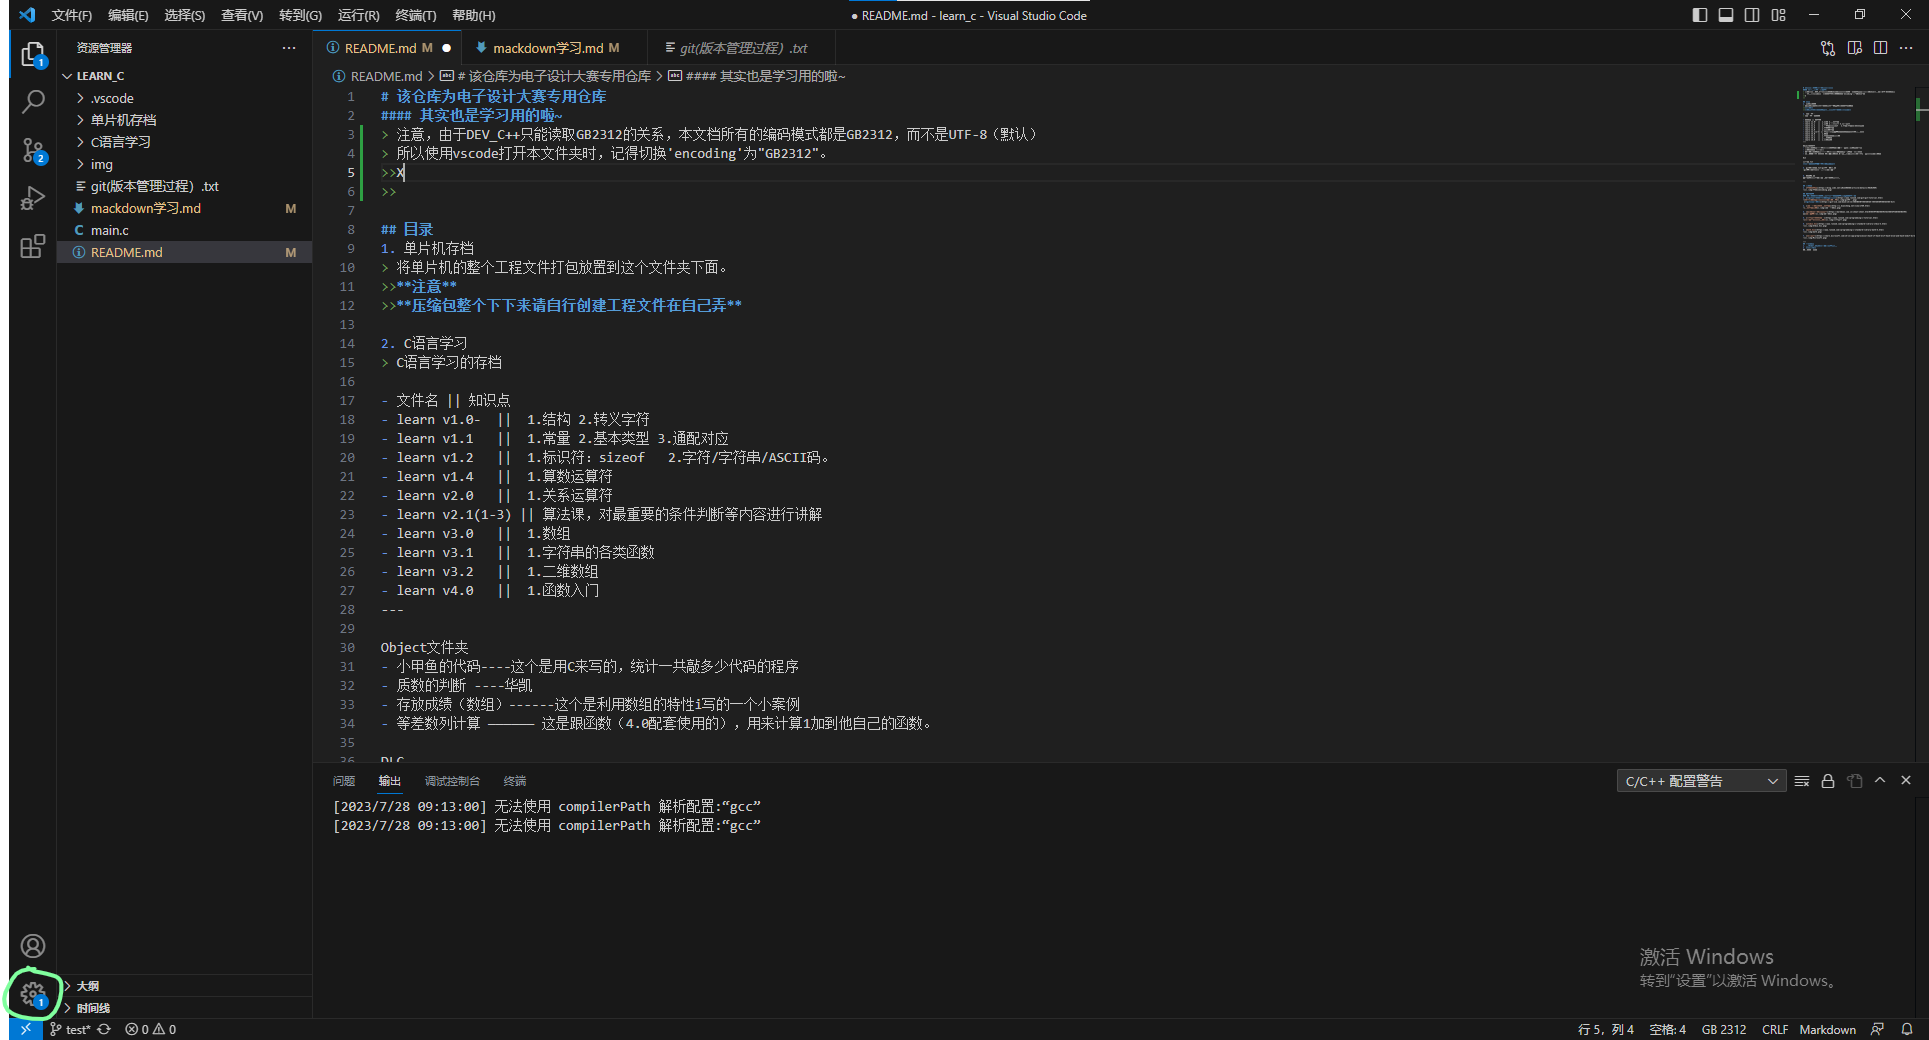 文件(F) 编辑(E) 选择(S) 查看(V) 转到(G) 运行(R) 终端(T) 帮助(H)
● README.md - learn_c - Visual Studio Code
资源管理器
README.md M
mackdown学习.md M
git(版本管理过程) .txt
README.md > # 该仓库为电子设计大赛专用仓库 > #### 其实也是学习用的啦~
LEARN_C
.vscode
单片机存档
C语言学习
img
git(版本管理过程) .txt
mackdown学习.md M
main.c
README.md M
1 # 该仓库为电子设计大赛专用仓库
2 #### 其实也是学习用的啦~
3 > 注意，由于DEV_C++只能读取GB2312的关系，本文档所有的编码模式都是GB2312，而不是UTF-8（默认）
4 > 所以使用vscode打开本文件夹时，记得切换'encoding'为"GB2312"。
5 >>X
6 >>
7
8 ## 目录
9 1. 单片机存档
10 > 将单片机的整个工程文件打包放置到这个文件夹下面。
11 >>**注意**
12 >>**压缩包整个下下来请自行创建工程文件在自己弄**
13
14 2. C语言学习
15 > C语言学习的存档
16
17 - 文件名 || 知识点
18 - learn v1.0- || 1.结构 2.转义字符
19 - learn v1.1 || 1.常量 2.基本类型 3.通配对应
20 - learn v1.2 || 1.标识符：sizeof 2.字符/字符串/ASCII码。
21 - learn v1.4 || 1.算数运算符
22 - learn v2.0 || 1.关系运算符
23 - learn v2.1(1-3) || 算法课，对最重要的条件判断等内容进行讲解
24 - learn v3.0 || 1.数组
25 - learn v3.1 || 1.字符串的各类函数
26 - learn v3.2 || 1.二维数组
27 - learn v4.0 || 1.函数入门
28 ---
29
30 Object文件夹
31 - 小甲鱼的代码----这个是用C来写的，统计一共敲多少代码的程序
32 - 质数的判断 ----华凯
33 - 存放成绩（数组）------这个是利用数组的特性i写的一个小案例
34 - 等差数列计算 —————— 这是跟函数（4.0配套使用的），用来计算1加到他自己的函数。
35
36 DLC
问题 输出 调试控制台 终端
C/C++ 配置警告
[2023/7/28 09:13:00] 无法使用 compilerPath 解析配置:“gcc”
[2023/7/28 09:13:00] 无法使用 compilerPath 解析配置:“gcc”
激活 Windows
转到“设置”以激活 Windows。
大纲
时间线
1
2
1
test* 0 0
行 5，列 4 空格: 4 GB 2312 CRLF Markdown